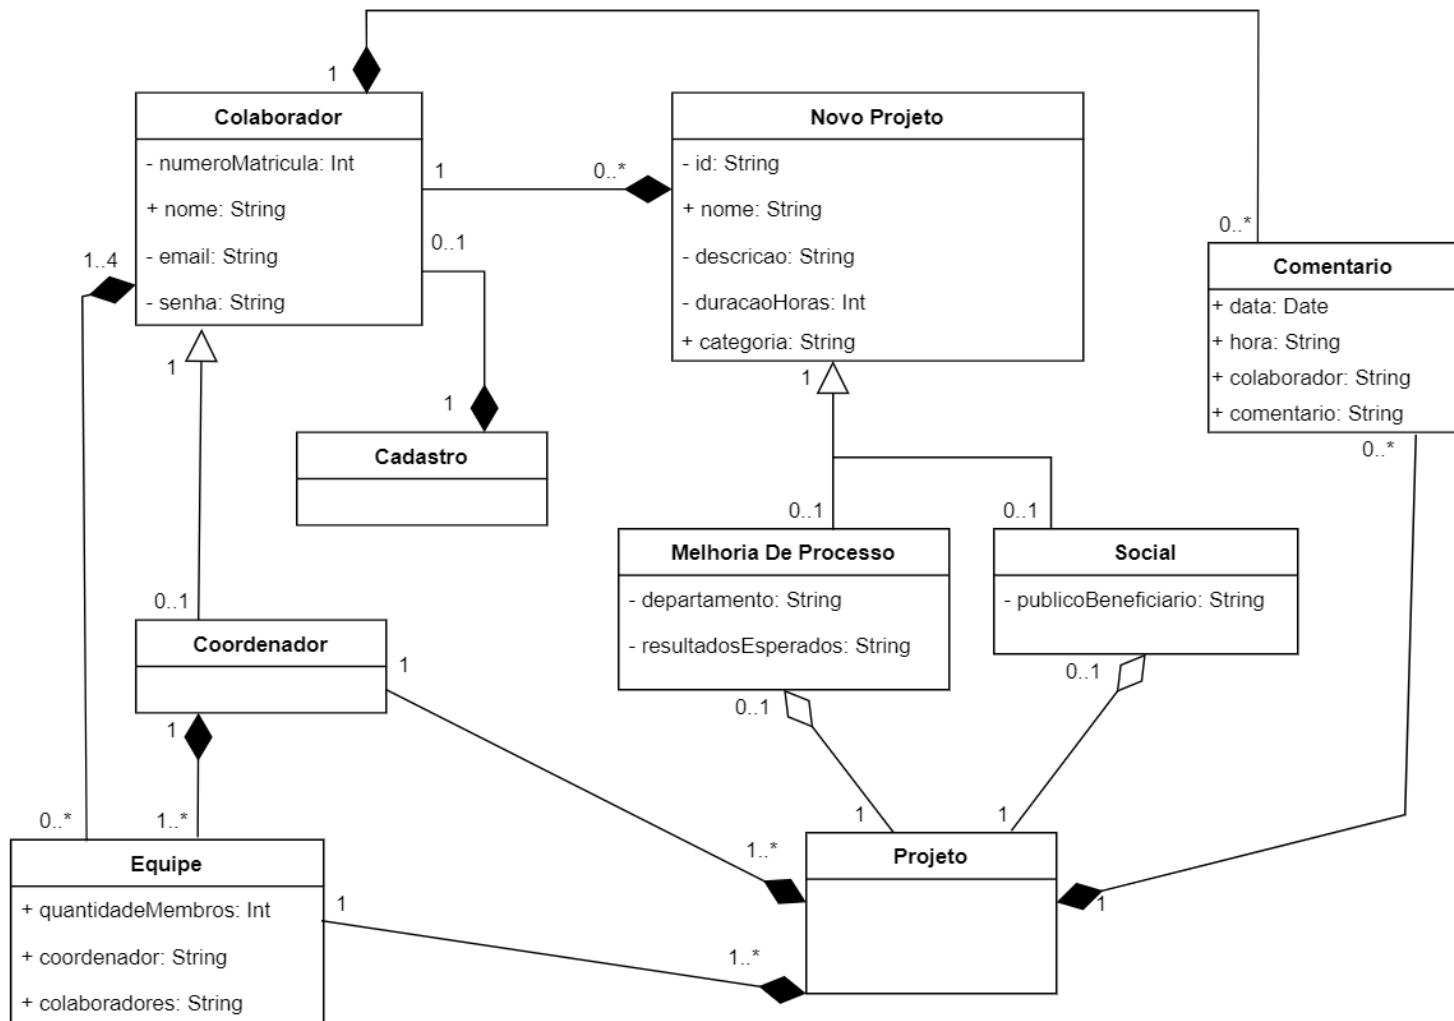 1
Colaborador
- numeroMatricula: Int
+ nome: String
- email: String
- senha: String
1
0..*
Novo Projeto
- id: String
+ nome: String
- descricao: String
- duracaoHoras: Int
+ categoria: String
0..*
Comentario
+ data: Date
+ hora: String
+ colaborador: String
+ comentario: String
0..*
0..1
1..4
1
1
1
Cadastro
0..1
0..1
Melhoria De Processo
- departamento: String
- resultadosEsperados: String
Social
- publicoBeneficiario: String
0..1
0..1
0..1
Coordenador
1
1
1
1
0..*
1..*
1..*
Projeto
1
Equipe
+ quantidadeMembros: Int
+ coordenador: String
+ colaboradores: String
1
1..*